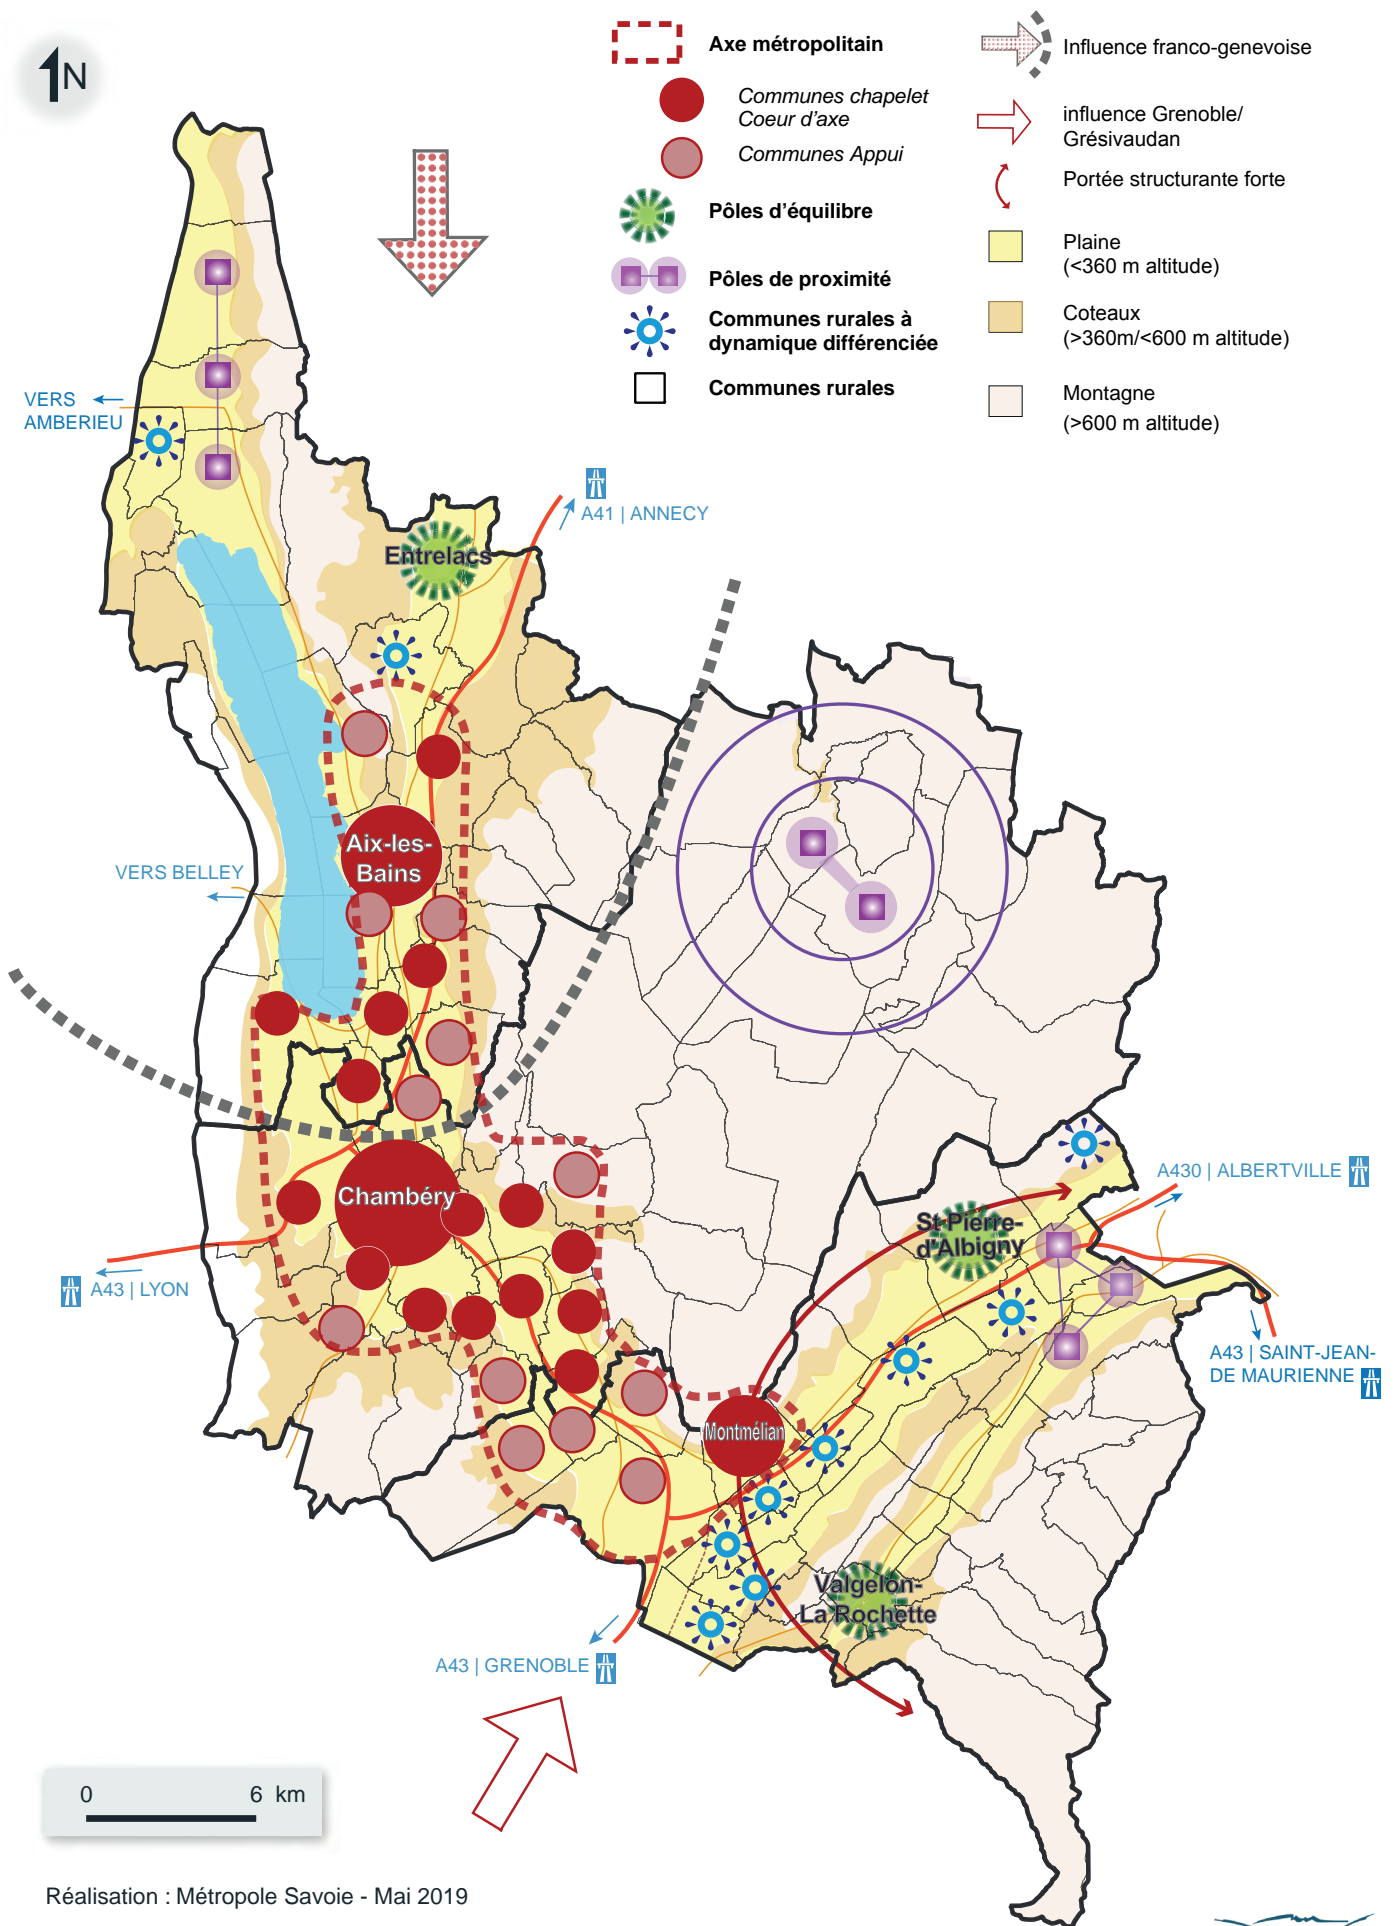 N
Axe métropolitain
Communes chapelet
Coeur d'axe
Communes Appui
Pôles d'équilibre
Pôles de proximité
Communes rurales à
dynamique différenciée
Communes rurales
Influence franco-genevoise
influence Grenoble/
Grésivaudan
Portée structurante forte
Plaine
(<360 m altitude)
Coteaux
(>360m/<600 m altitude)
Montagne
(>600 m altitude)
VERS
AMBERIEU
A41 | ANNECY
Entrelacs
Aix-les-
Bains
VERS BELLEY
Chambéry
A43 | LYON
A430 | ALBERTVILLE
St Pierre-
d'Albigny
A43 | SAINT-JEAN-
DE MAURIENNE
Montmélian
Valgelon-
La Rochette
A43 | GRENOBLE
0 6 km
Réalisation : Métropole Savoie - Mai 2019